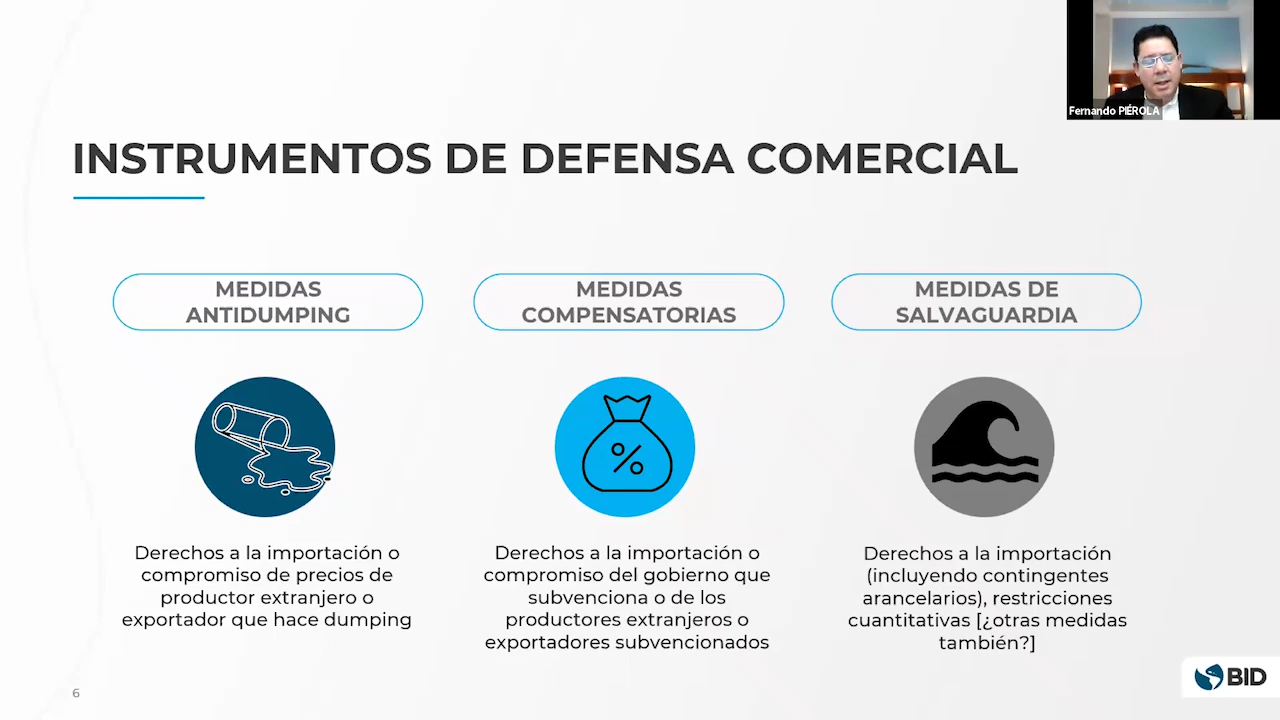 Fernando PIÉROLA
INSTRUMENTOS DE DEFENSA COMERCIAL
MEDIDAS
ANTIDUMPING
Derechos a la importación o
compromiso de precios de
productor extranjero o
exportador que hace dumping
MEDIDAS
COMPENSATORIAS
%
Derechos a la importación o
compromiso del gobierno que
subvenciona o de los
productores extranjeros o
exportadores subvencionados
MEDIDAS DE
SALVAGUARDIA
Derechos a la importación
(incluyendo contingentes
arancelarios), restricciones
cuantitativas [¿otras medidas
también?]
6
BID